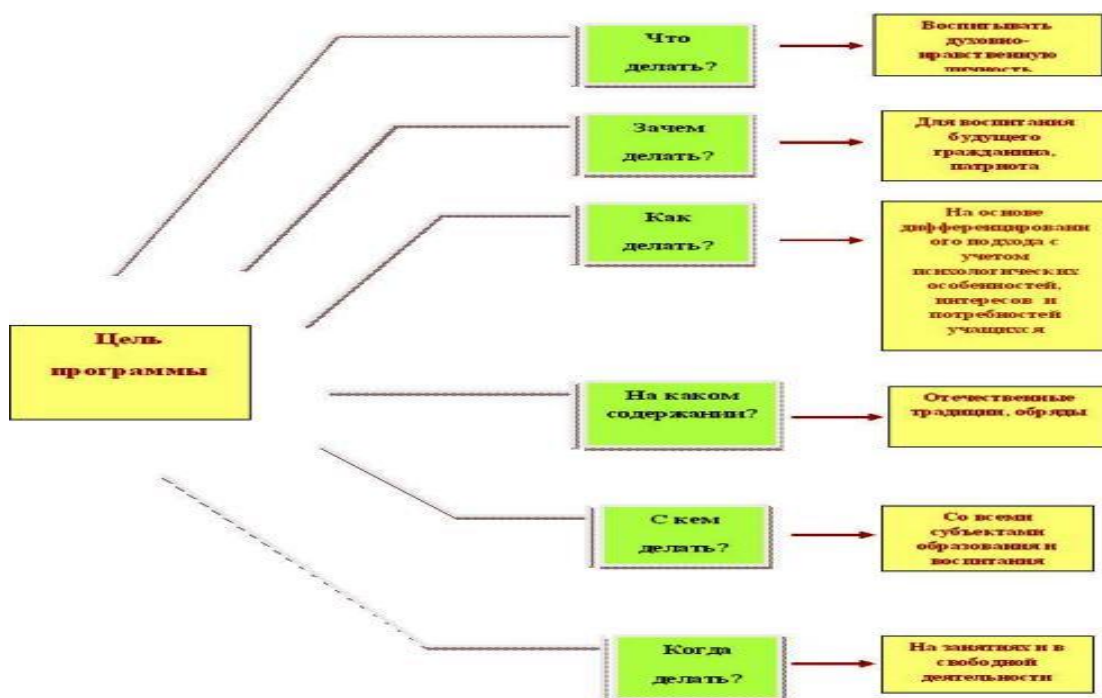 Что
делать?
Воспитывать
духовно-
нравственную
личность
Зачем
делать?
Для воспитания
будущего
гражданина,
патриота
Как
делать?
На основе
дифференцированн
ого подхода с
учетом
психологических
особенностей,
интересов и
потребностей
учащихся
Цель
программы
На каком
содержании?
Отечественные
традиции, обряды
С кем
делать?
Со всеми
субъектами
образования и
воспитания
Когда
делать?
На занятиях и в
свободной
деятельности